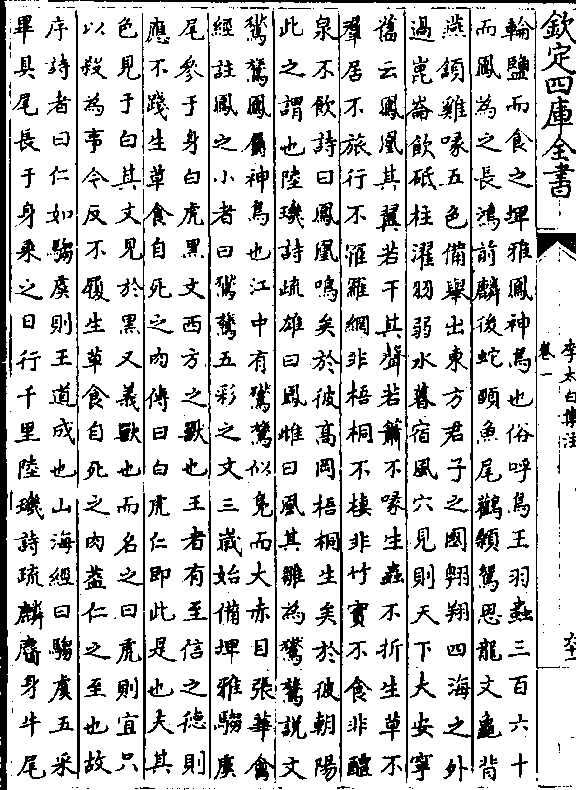 欽定四庫全書
李太白集注
卷一
輪鹽而食之埤雅鳳神鳥也俗呼鳥王羽蟲三百六十
而鳳為之長鴻前麟後蛇頸魚尾鸛顙鴛思龍文龜背
燕頷雞喙五色備舉出東方君子之國翱翔四海之外
過崑崙飲砥柱濯羽弱水暮宿風穴見則天下大安寧
舊云鳳凰其翼若干其聲若簫不喙生蟲不折生草不
羣居不旅行不罹羅網非梧桐不棲非竹實不食非醴
泉不飲詩曰鳳凰鳴矣於彼髙岡梧桐生矣於彼朝陽
此之謂也陸璣詩疏雄曰鳳雌曰凰其雛為鸑鷟説文
鸑鷟鳳屬神鳥也江中有鸑鷟似鳬而大赤目張華禽
經註鳳之小者曰鸑鷟五彩之文三歲始備埤雅騶虞
尾參于身白虎黑文西方之獸也王者有至信之德則
應不踐生草食自死之肉傳曰白虎仁即此是也夫其
色見于白其文見於黑又義獸也而名之曰虎則宜只
以殺為事今反不履生草食自死之肉葢仁之至也故
序詩者曰仁如騶虞則王道成也山海經曰騶虞五采
畢具尾長于身乘之日行千里陸璣詩疏麟麕身牛尾